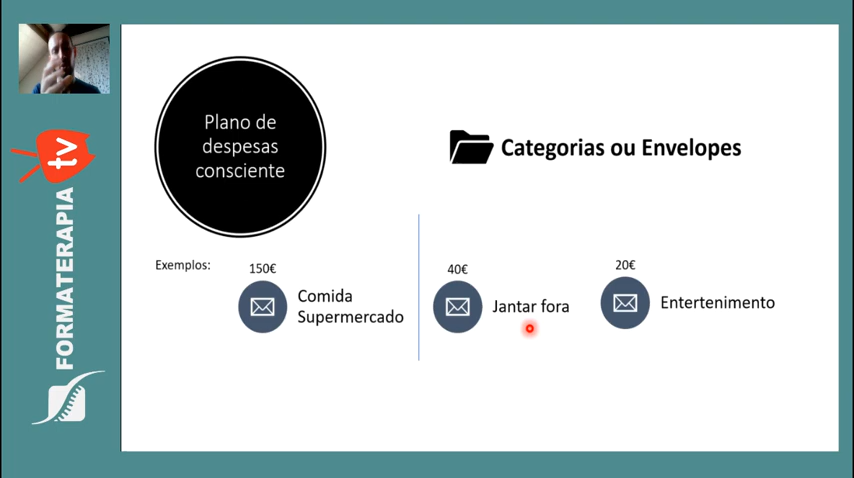 Plano de
despesas
consciente
Categorias ou Envelopes
Exemplos:
150€
Comida
Supermercado
40€
Jantar fora
20€
Entertenimento
FORMATERAPIA tv